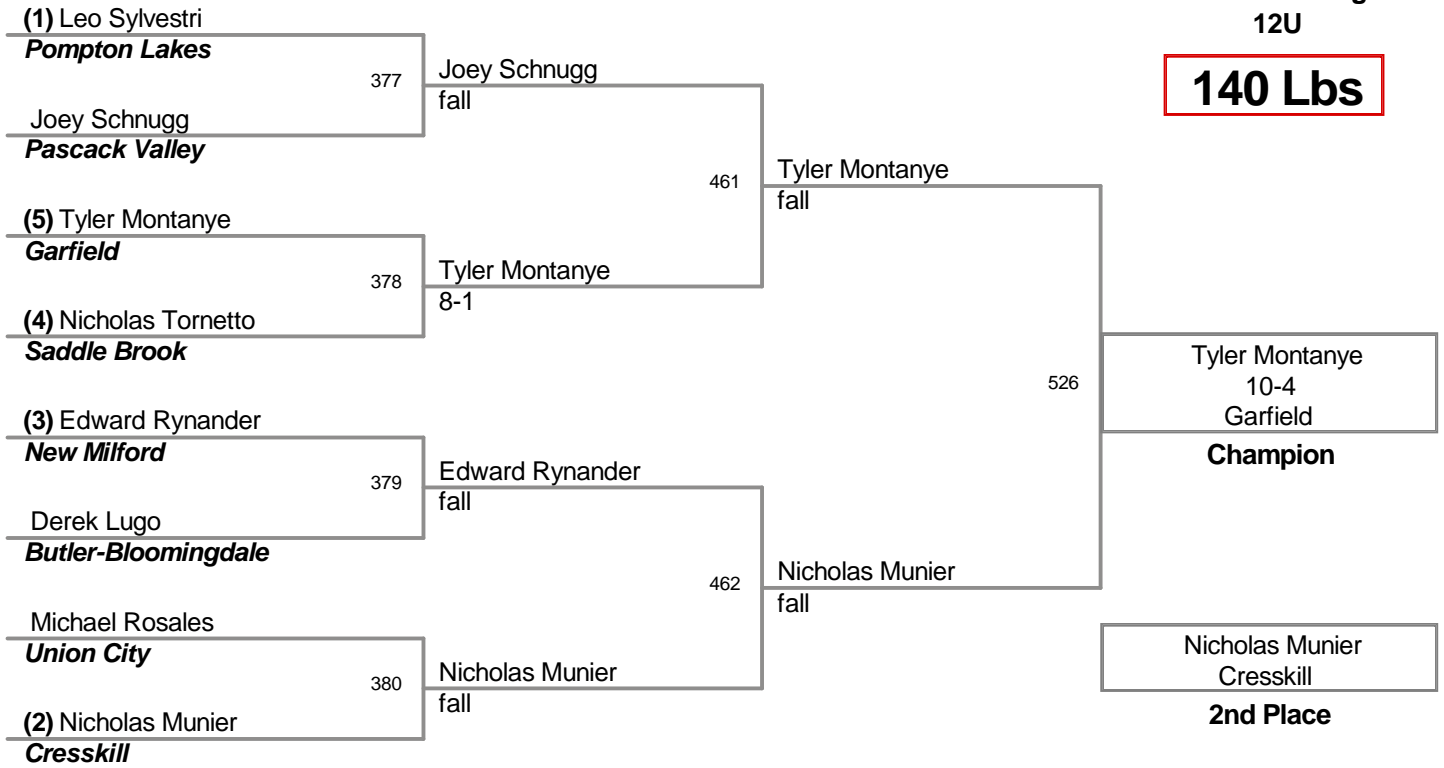 12U
140 Lbs
(1) Leo Sylvestri
Pompton Lakes
377
Joey Schnugg
fall
Joey Schnugg
Pascack Valley
461
Tyler Montanye
fall
(5) Tyler Montanye
Garfield
378
Tyler Montanye
8-1
(4) Nicholas Tornetto
Saddle Brook
526
Tyler Montanye
10-4
Garfield
Champion
(3) Edward Rynander
New Milford
379
Edward Rynander
fall
Derek Lugo
Butler-Bloomingdale
462
Nicholas Munier
fall
Michael Rosales
Union City
380
Nicholas Munier
fall
(2) Nicholas Munier
Cresskill
Nicholas Munier
Cresskill
2nd Place